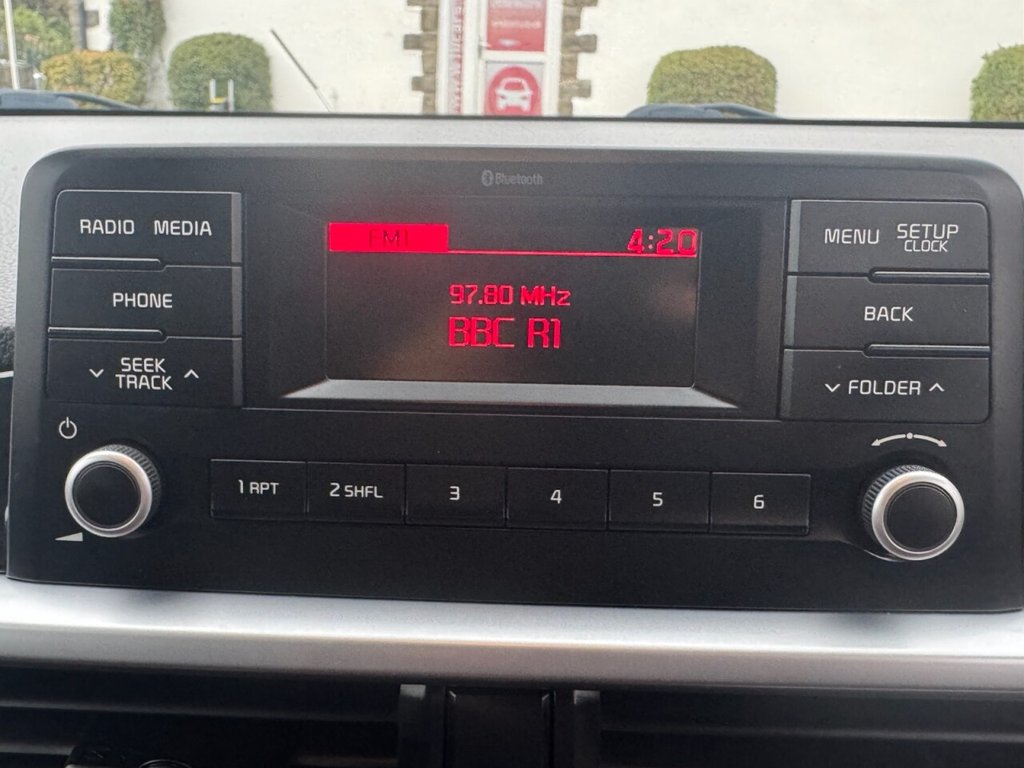 Bluetooth
RADIO MEDIA
PHONE
SEEK
TRACK
FM1
4:20
97.80 MHz
BBC R1
MENU SETUP
CLOCK
BACK
FOLDER
1 RPT
2 SHFL
3
4
5
6